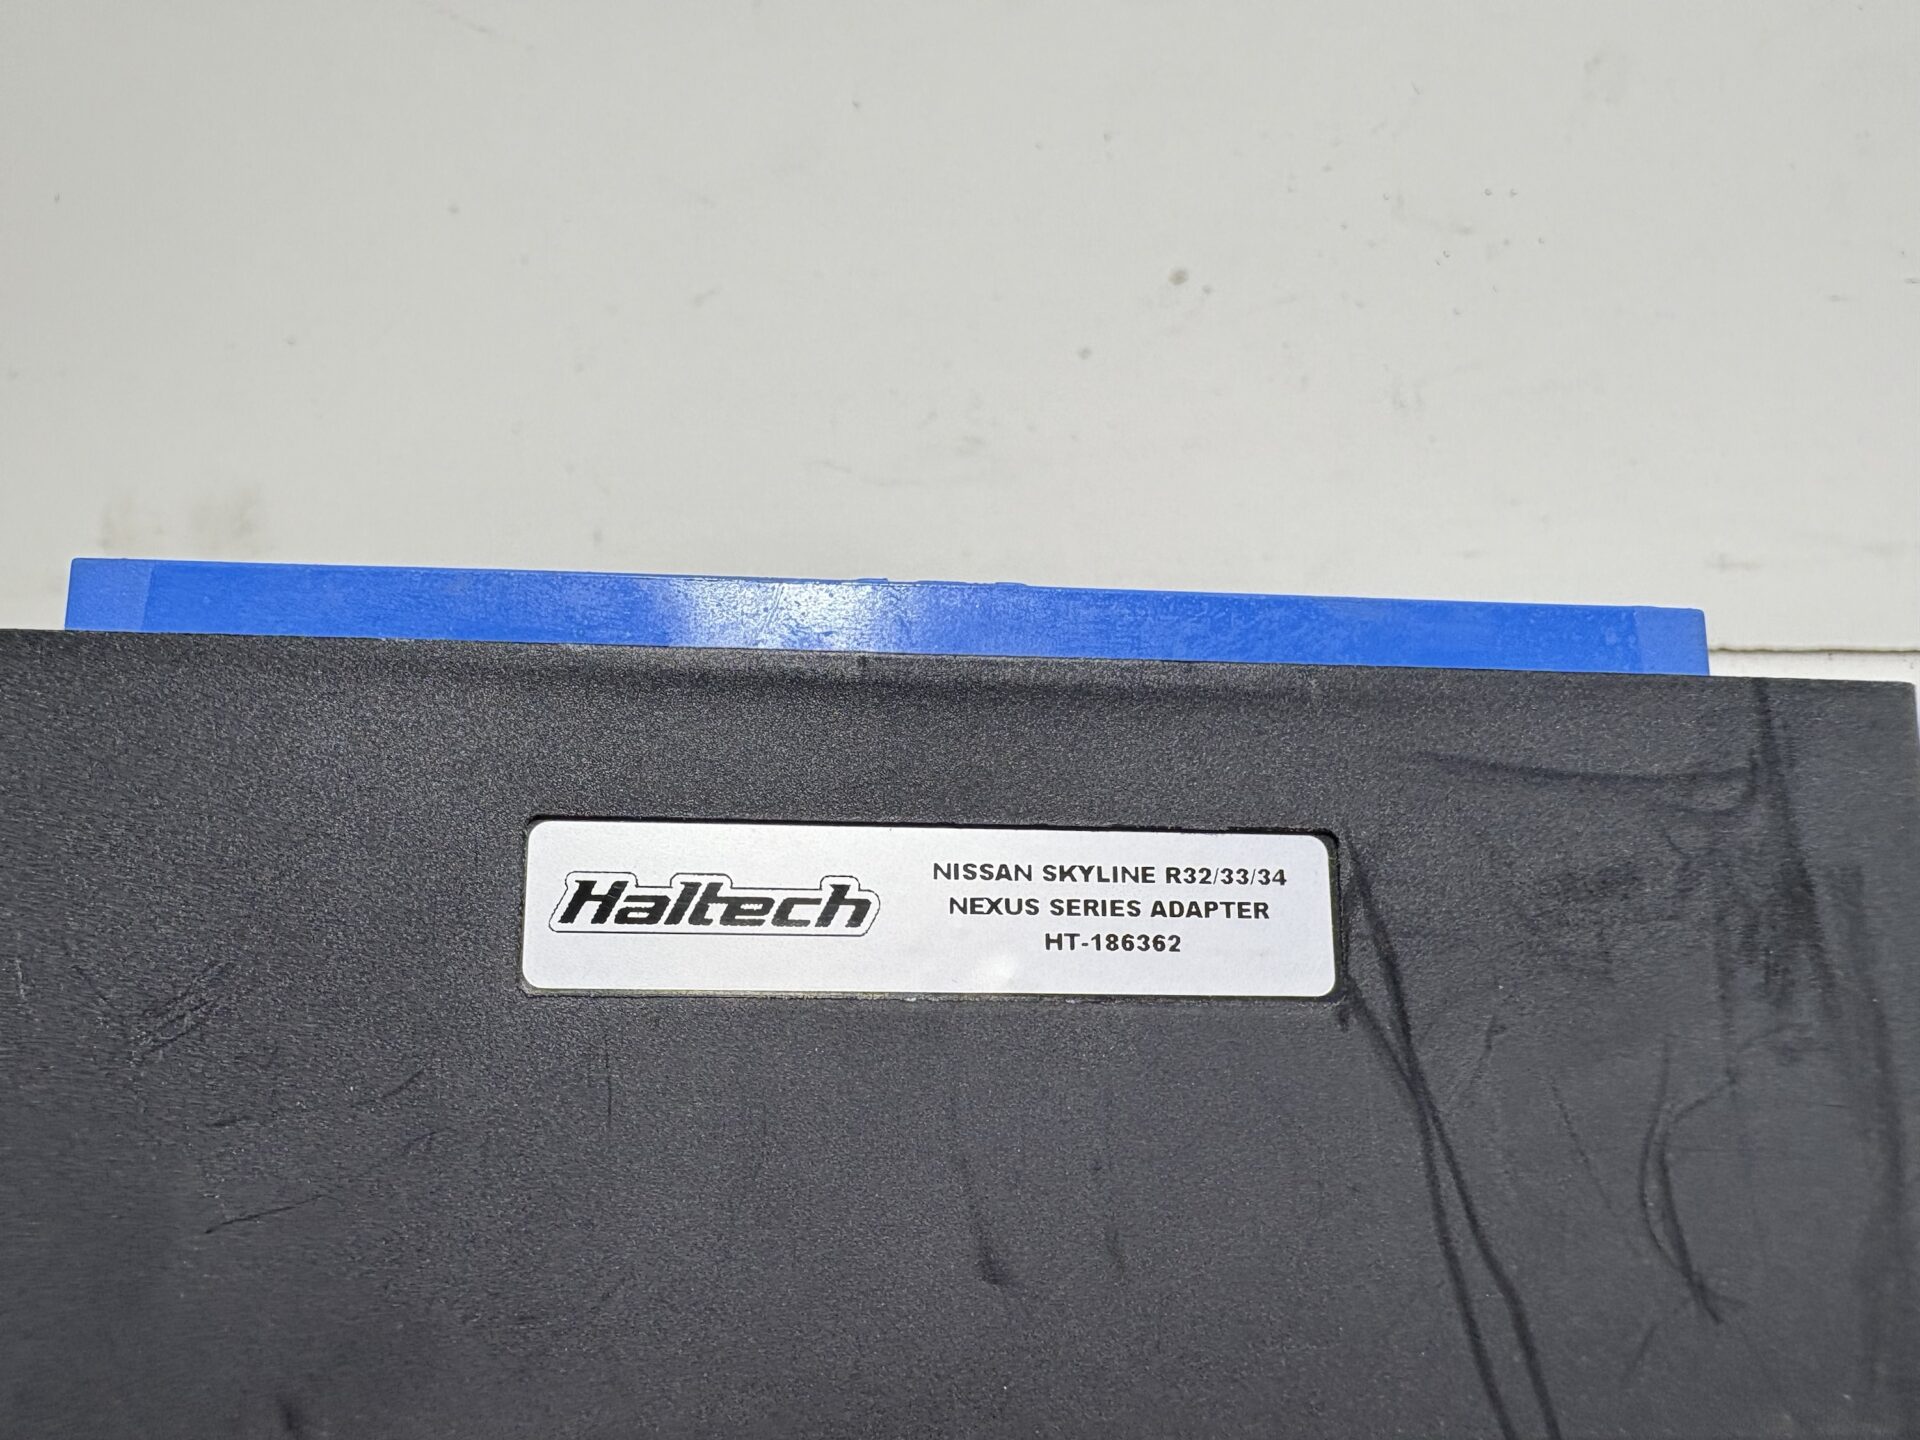 Haltech
NISSAN SKYLINE R32/33/34
NEXUS SERIES ADAPTER
HT-186362